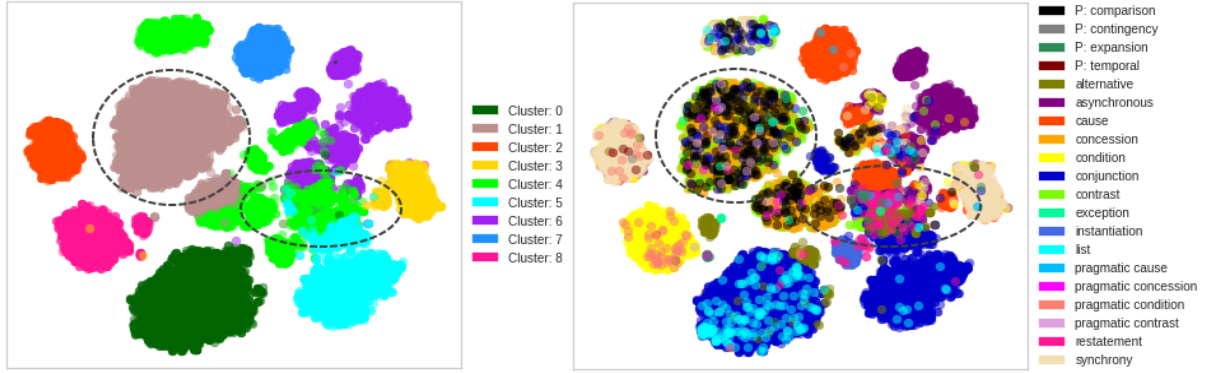 Cluster: 0
Cluster: 1
Cluster: 2
Cluster: 3
Cluster: 4
Cluster: 5
Cluster: 6
Cluster: 7
Cluster: 8
P: comparison
P: contingency
P: expansion
P: temporal
alternative
asynchronous
cause
concession
condition
conjunction
contrast
exception
instantiation
list
pragmatic cause
pragmatic concession
pragmatic condition
pragmatic contrast
restatement
synchrony